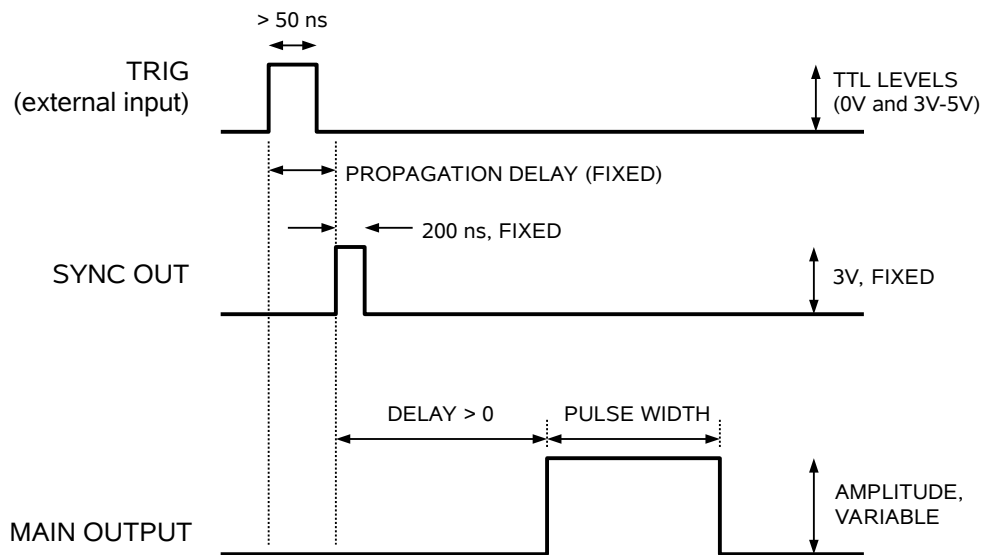 > 50 ns
TRIG
(external input)
TTL LEVELS
(0V and 3V-5V)
PROPAGATION DELAY (FIXED)
200 ns, FIXED
SYNC OUT
3V, FIXED
DELAY > 0
PULSE WIDTH
AMPLITUDE,
VARIABLE
MAIN OUTPUT